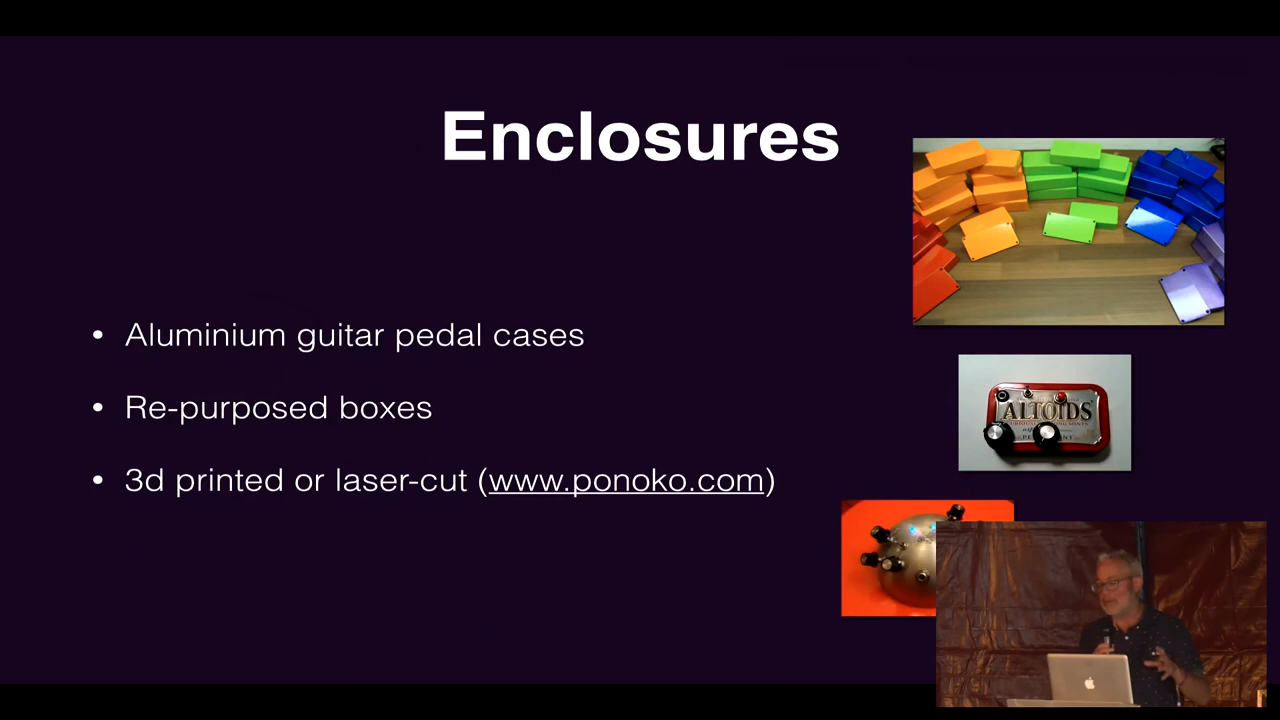 Enclosures
• Aluminium guitar pedal cases
• Re-purposed boxes
• 3d printed or laser-cut (www.ponoko.com)
ALTOIDS